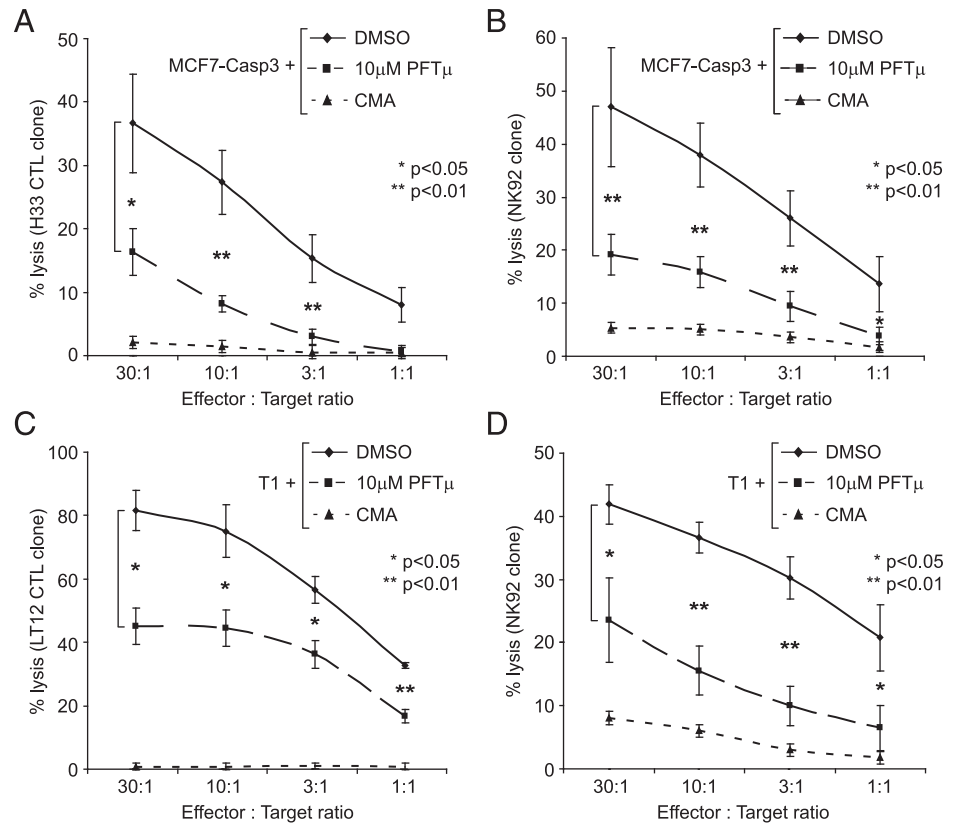 A
50
40
30
20
10
0
% lysis (H33 CTL clone)
MCF7-Casp3 +
DMSO
10μM PFTμ
CMA
* p<0.05
** p<0.01
*
**
**
30:1 10:1 3:1 1:1
Effector : Target ratio
B
60
50
40
30
20
10
0
% lysis (NK92 clone)
MCF7-Casp3 +
DMSO
10μM PFTμ
CMA
* p<0.05
** p<0.01
**
**
**
*
30:1 10:1 3:1 1:1
Effector : Target ratio
C
100
80
60
40
20
0
% lysis (LT12 CTL clone)
T1 +
DMSO
10μM PFTμ
CMA
* p<0.05
** p<0.01
*
*
*
**
30:1 10:1 3:1 1:1
Effector : Target ratio
D
50
40
30
20
10
0
% lysis (NK92 clone)
T1 +
DMSO
10μM PFTμ
CMA
* p<0.05
** p<0.01
*
**
**
*
30:1 10:1 3:1 1:1
Effector : Target ratio